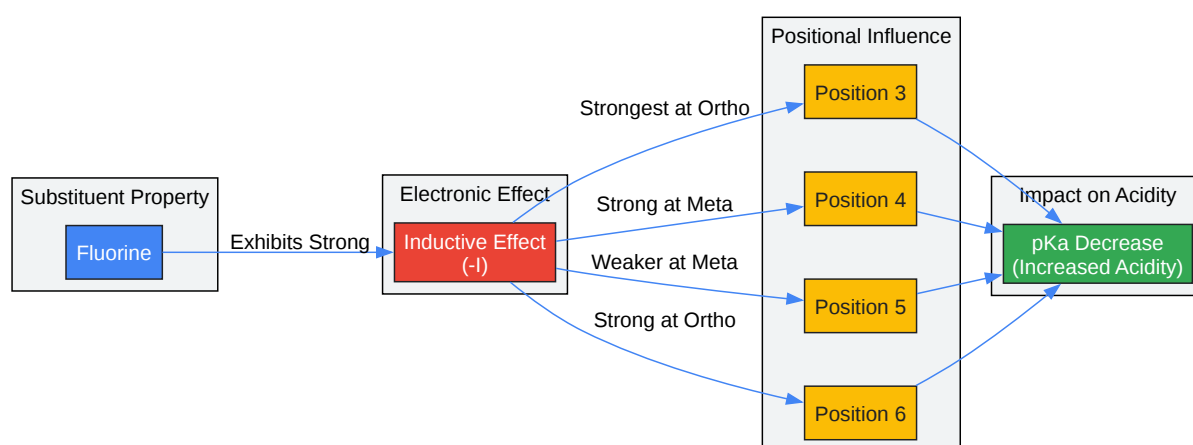 Substituent Property
Fluorine
Exhibits Strong
Electronic Effect
Inductive Effect
(-I)
Strongest at Ortho
Strong at Meta
Weaker at Meta
Strong at Ortho
Positional Influence
Position 3
Position 4
Position 5
Position 6
Impact on Acidity
pKa Decrease
(Increased Acidity)